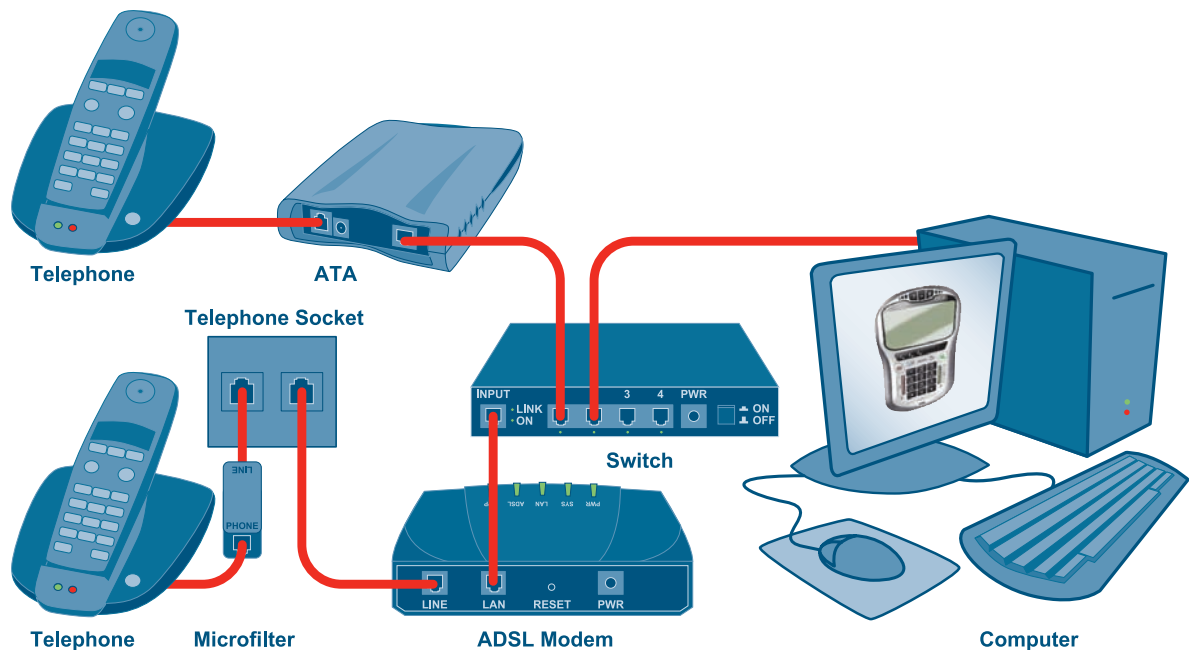 Telephone
ATA
Telephone Socket
INPUT
LINK
ON
3
4
PWR
ON
OFF
Switch
LINE
PHONE
ADSL
LAN
SYS
PWR
LINE
LAN
RESET
PWR
Telephone
Microfilter
ADSL Modem
Computer